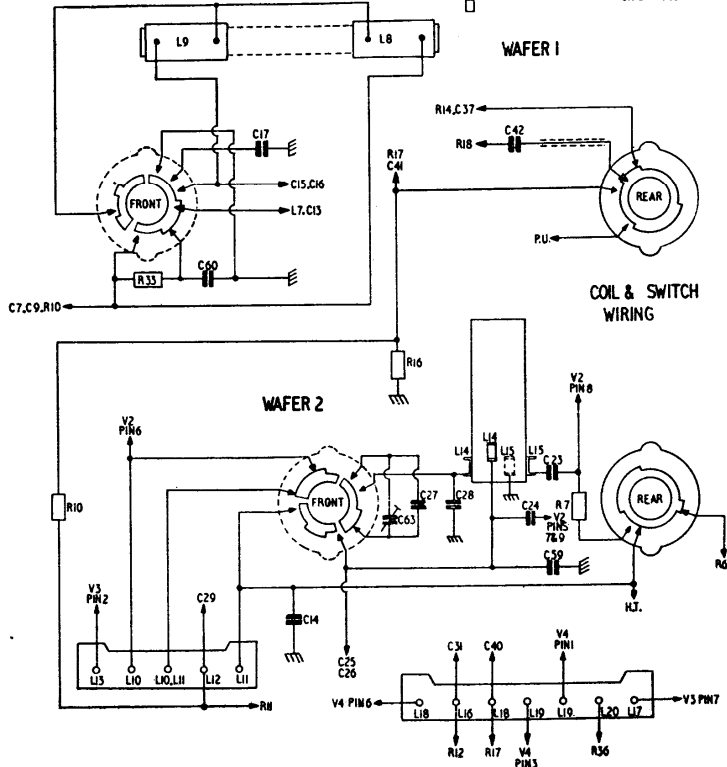 L9
L8
WAFER 1
R14,C37
C42
R18
R17
C41
C17
FRONT
REAR
C15,C16
L7,C13
P.U.
C60
R33
C7,C9,R10
COIL & SWITCH
WIRING
R16
WAFER 2
V2
PIN 8
V2
PIN6
L14
L14
L15
L15
C23
FRONT
C27
C28
R7
REAR
R10
C63
C24
V2
PINS
7&9
C59
R6
V3
PIN2
C29
H.T.
C14
C31
C40
V4
PIN1
C25
C26
L13
L10
L10,L11
L12
L11
R11
V4 PIN6
L18
L16
L18
L19
L19
L20
L17
V3 PIN7
R12
R17
V4
PIN3
R36